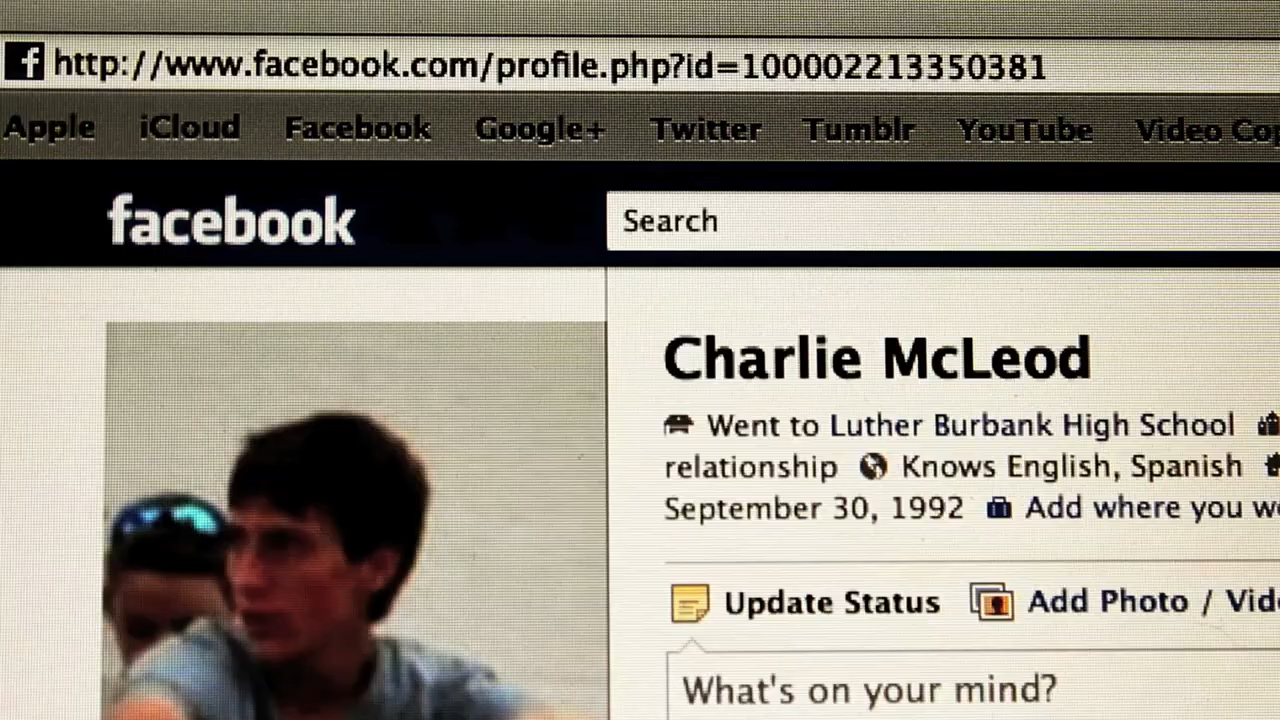 http://www.facebook.com/profile.php?id=100002213350381
Apple iCloud Facebook Google+ Twitter Tumblr YouTube Video
facebook Search
Charlie McLeod
Went to Luther Burbank High School
relationship Knows English, Spanish
September 30, 1992 Add where you
Update Status Add Photo /
What's on your mind?